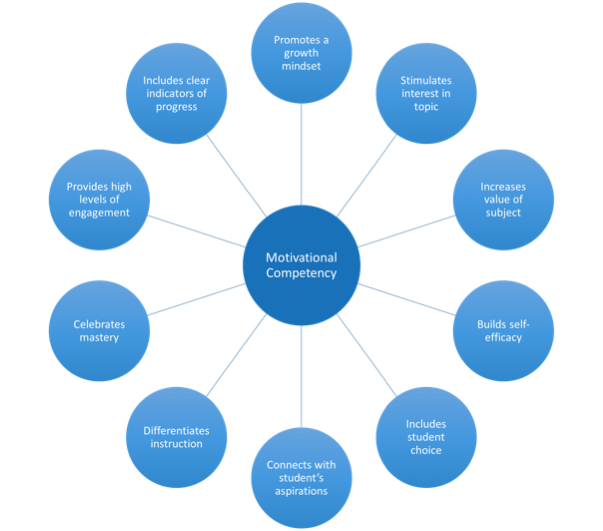 Promotes a
growth
mindset
Stimulates
interest in
topic
Increases
value of
subject
Builds self-
efficacy
Includes
student
choice
Connects with
student’s
aspirations
Differentiates
instruction
Celebrates
mastery
Provides high
levels of
engagement
Includes clear
indicators of
progress
Motivational
Competency